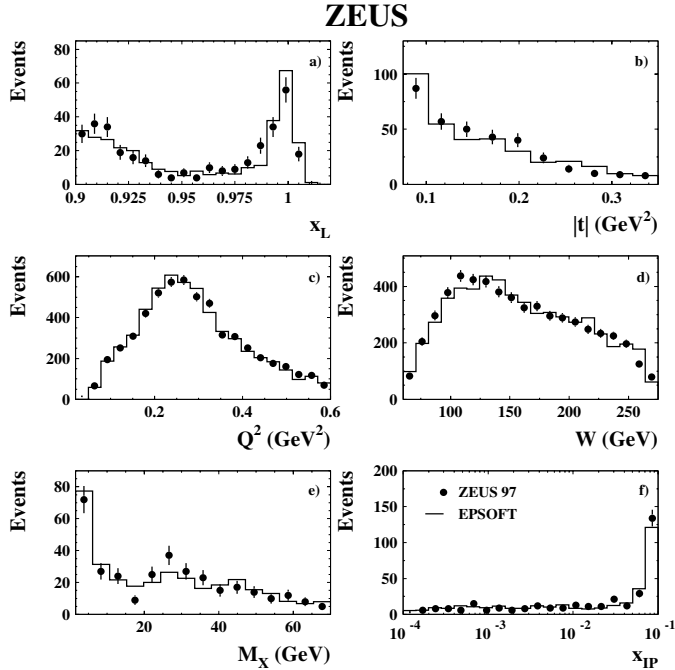 ZEUS
Events
80
60
40
20
0
a)
0.9
0.925
0.95
0.975
1
x_L
Events
100
50
0
b)
0.1
0.2
0.3
|t| (GeV²)
Events
600
400
200
0
c)
0.2
0.4
0.6
Q² (GeV²)
Events
400
200
0
d)
100
150
200
250
W (GeV)
Events
80
60
40
20
0
e)
20
40
60
M_X (GeV)
Events
200
150
100
50
0
f)
ZEUS 97
EPSOFT
10⁻⁴
10⁻³
10⁻²
10⁻¹
x_IP